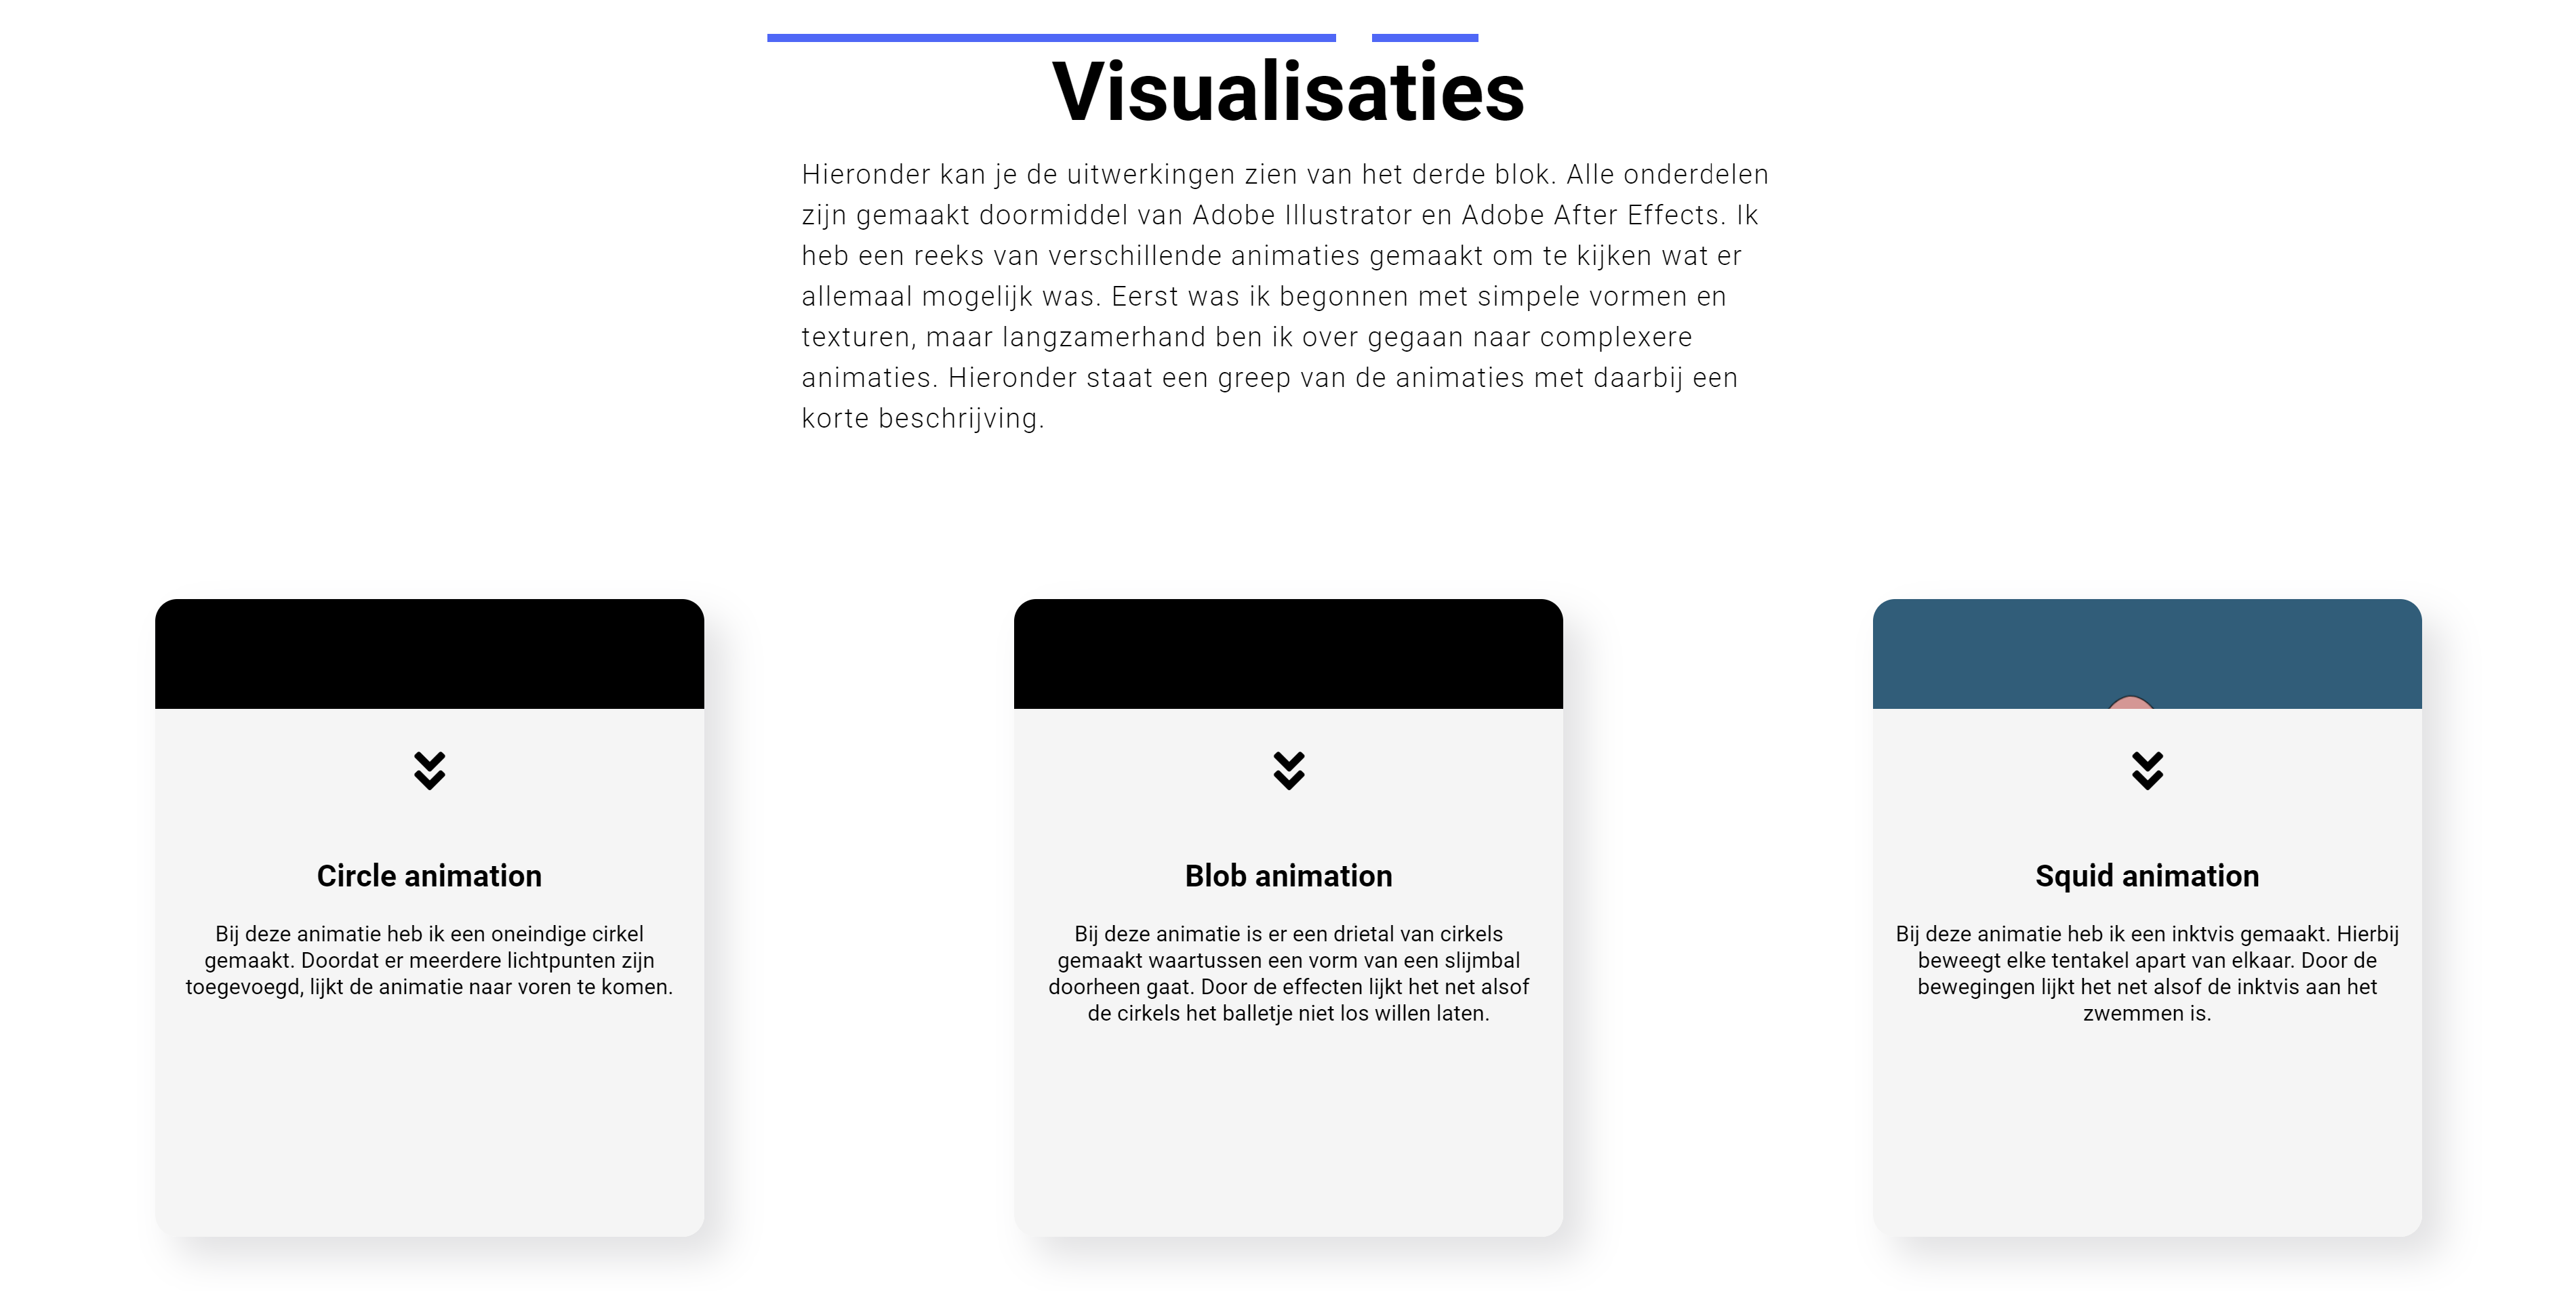 Visualisaties
Hieronder kan je de uitwerkingen zien van het derde blok. Alle onderdelen
zijn gemaakt doormiddel van Adobe Illustrator en Adobe After Effects. Ik
heb een reeks van verschillende animaties gemaakt om te kijken wat er
allemaal mogelijk was. Eerst was ik begonnen met simpele vormen en
texturen, maar langzamerhand ben ik over gegaan naar complexere
animaties. Hieronder staat een greep van de animaties met daarbij een
korte beschrijving.
Circle animation
Bij deze animatie heb ik een oneindige cirkel
gemaakt. Doordat er meerdere lichtpunten zijn
toegevoegd, lijkt de animatie naar voren te komen.
Blob animation
Bij deze animatie is er een drietal van cirkels
gemaakt waartussen een vorm van een slijmbal
doorheen gaat. Door de effecten lijkt het net alsof
de cirkels het balletje niet los willen laten.
Squid animation
Bij deze animatie heb ik een inktvis gemaakt. Hierbij
beweegt elke tentakel apart van elkaar. Door de
bewegingen lijkt het net alsof de inktvis aan het
zwemmen is.